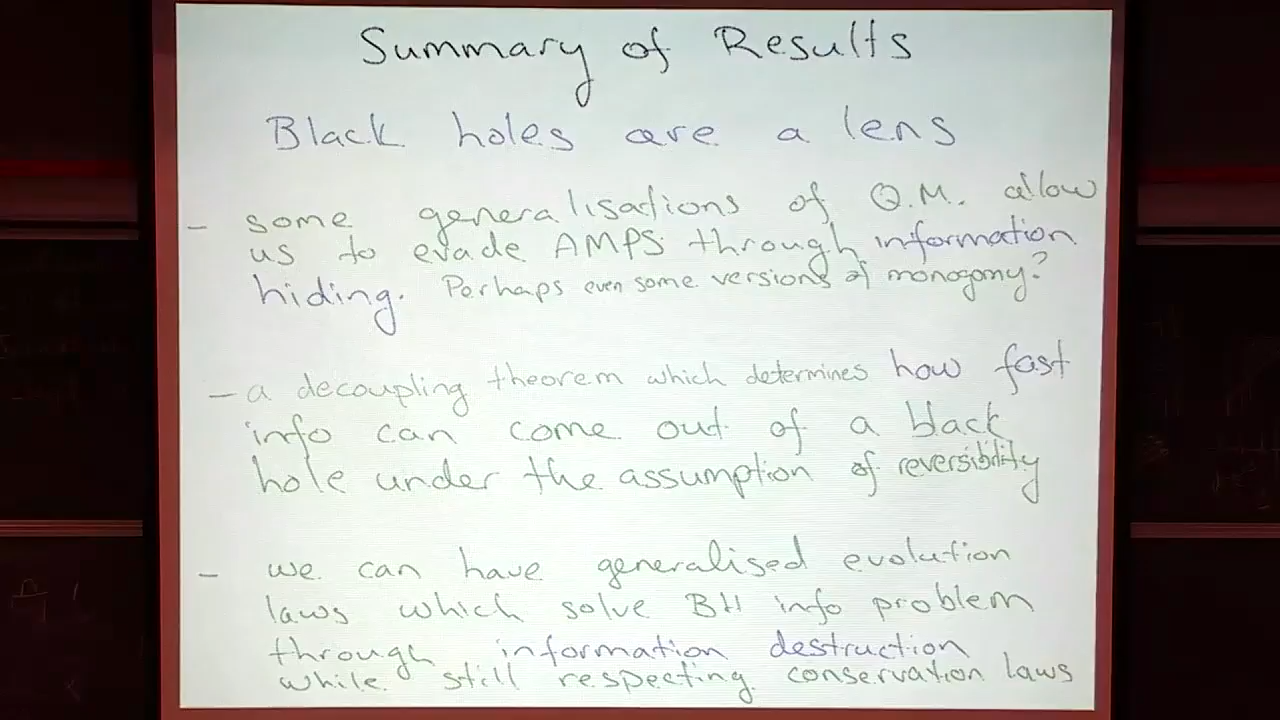 Summary of Results
Black holes are a lens
- some generalisations of Q.M. allow
us to evade AMPS through information
hiding. Perhaps even some versions of monogomy?
- a decoupling theorem which determines how fast
info can come out of a black
hole under the assumption of reversibility
- we can have generalised evolution
laws which solve BH info problem
through information destruction
while still respecting conservation laws